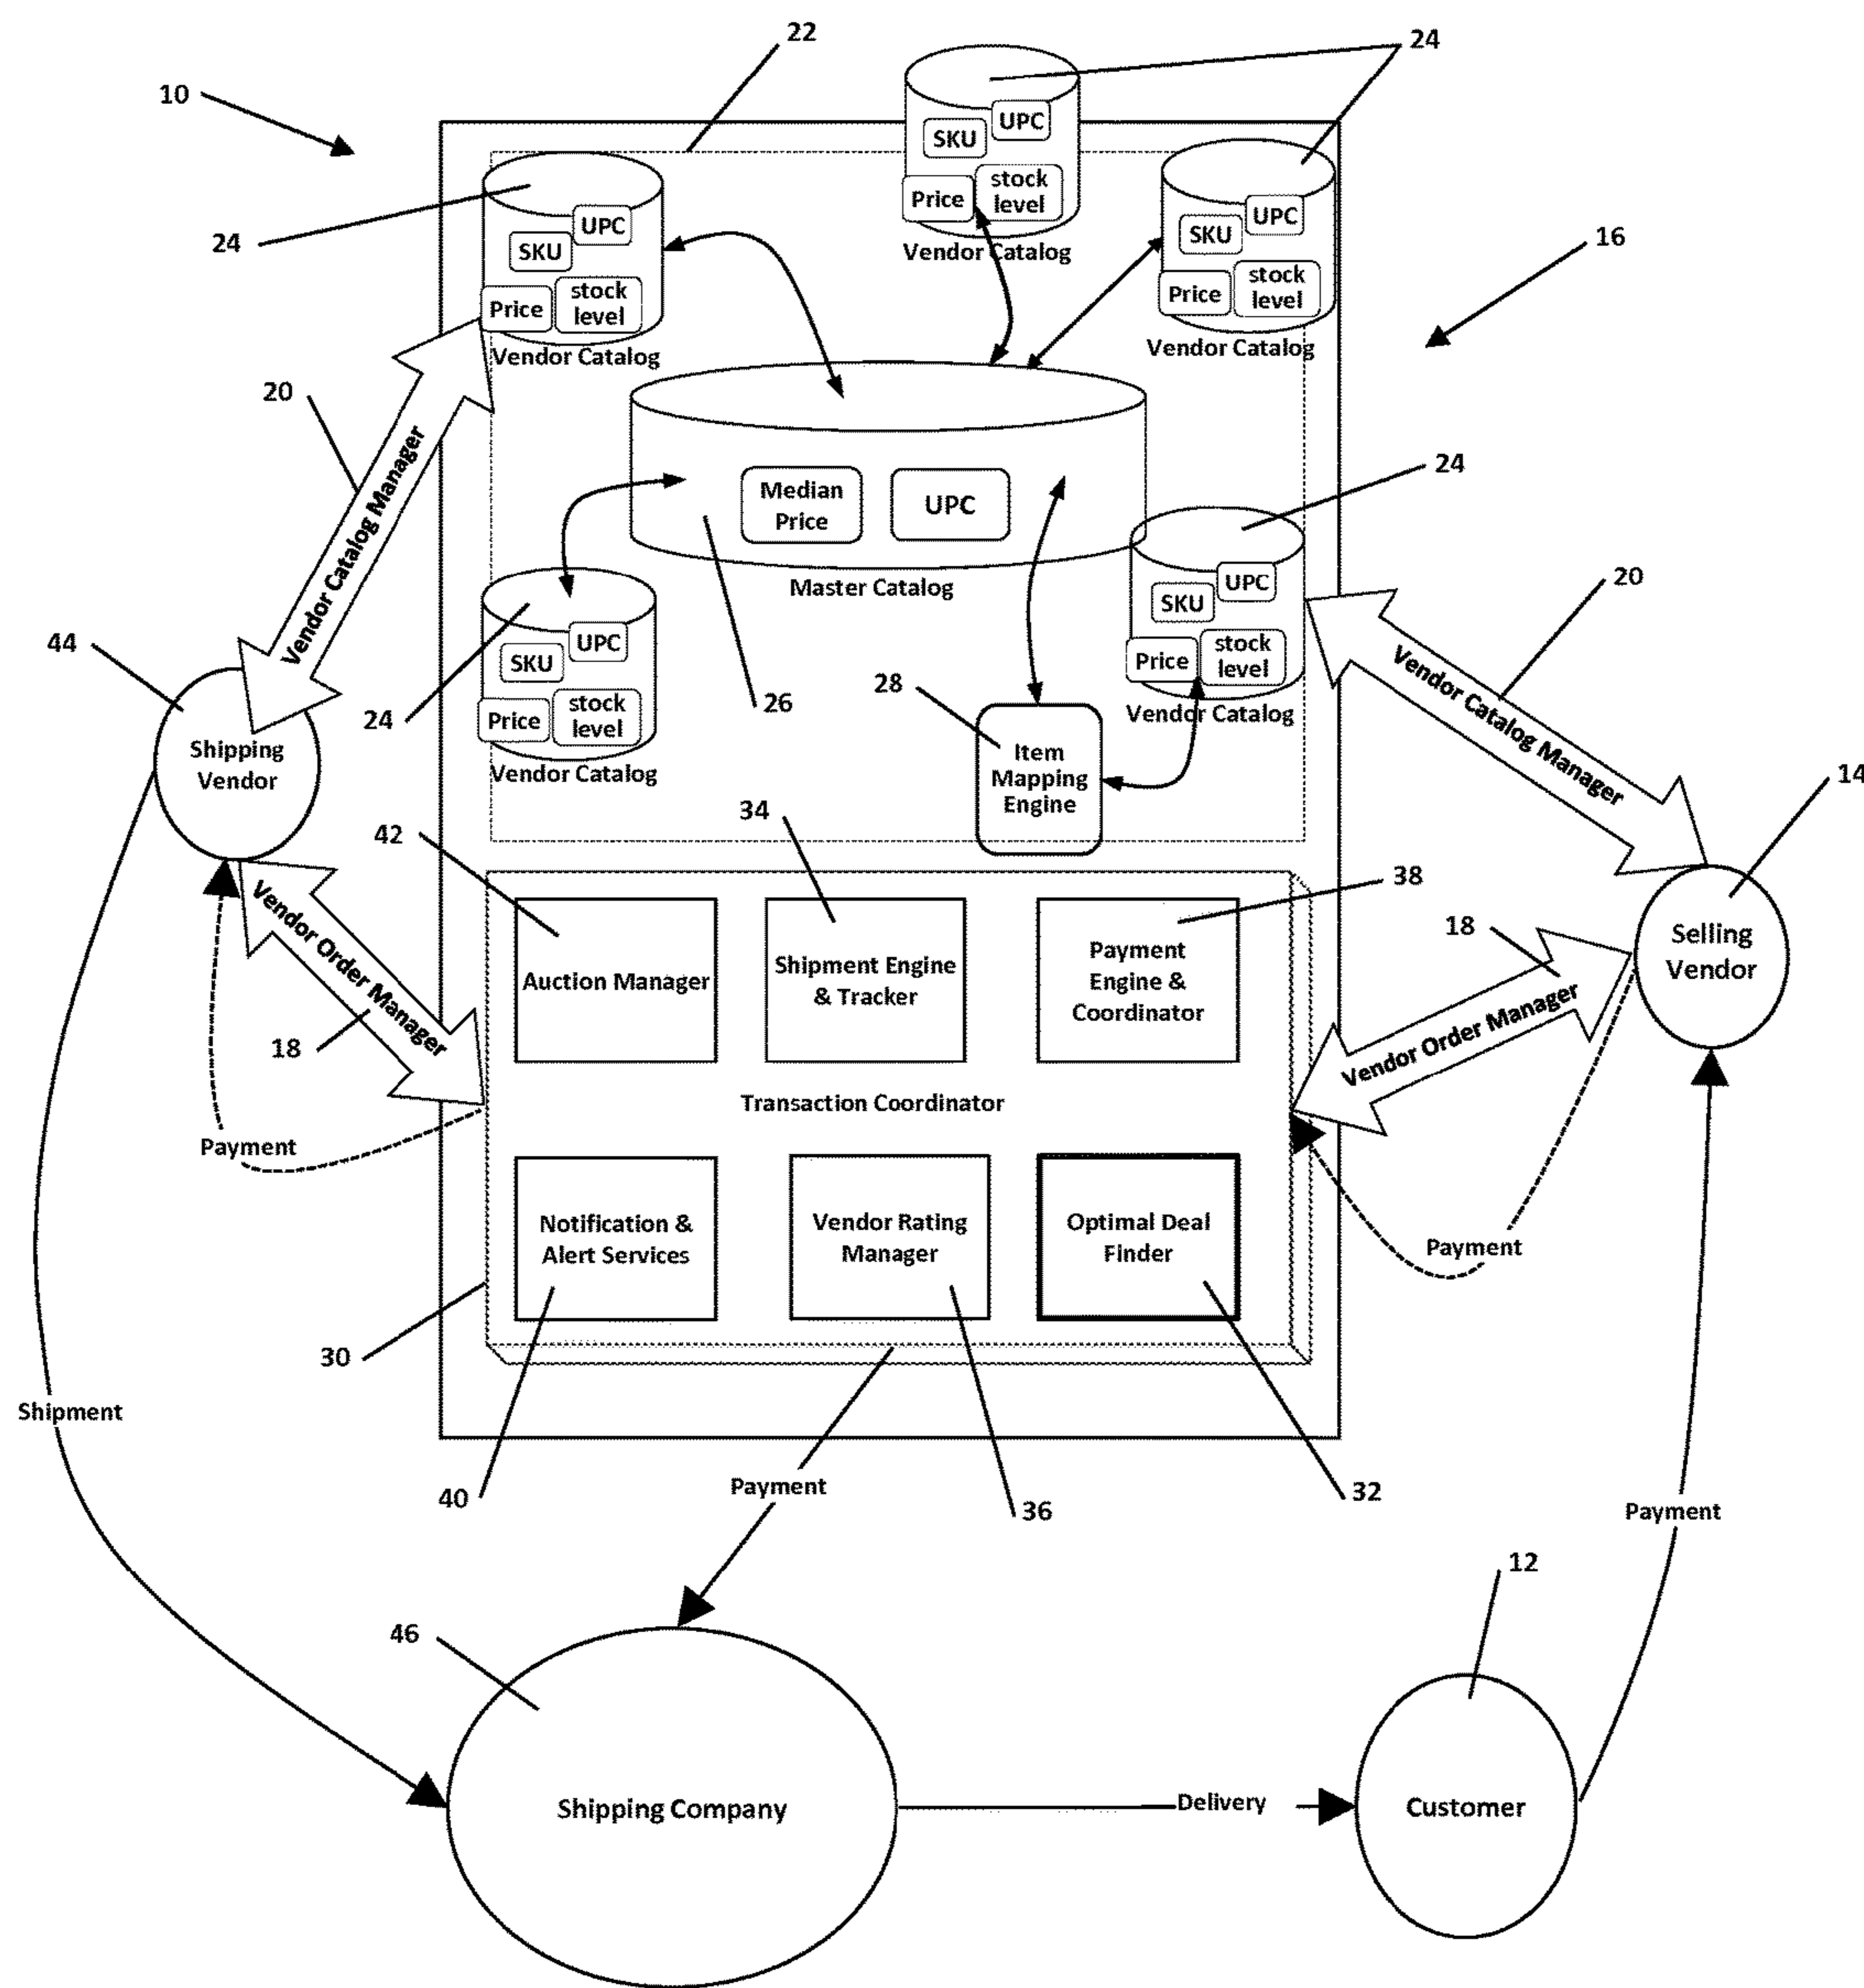 22
24
10
UPC
SKU
stock
level
Price
Vendor Catalog
24
UPC
SKU
stock
level
Price
Vendor Catalog
UPC
SKU
stock
level
Price
Vendor Catalog
16
20
Vendor Catalog Manager
Median
Price
UPC
Master Catalog
24
UPC
SKU
stock
level
Price
Vendor Catalog
20
Vendor Catalog Manager
44
Shipping
Vendor
24
UPC
SKU
stock
level
Price
Vendor Catalog
26
28
Item
Mapping
Engine
14
Selling
Vendor
42
34
38
Vendor Order Manager
18
Auction Manager
Shipment Engine
& Tracker
Payment
Engine &
Coordinator
18
Vendor Order Manager
Transaction Coordinator
Payment
Notification &
Alert Services
Vendor Rating
Manager
Optimal Deal
Finder
Payment
30
Shipment
40
Payment
36
32
Payment
12
46
Shipping Company
Delivery
Customer